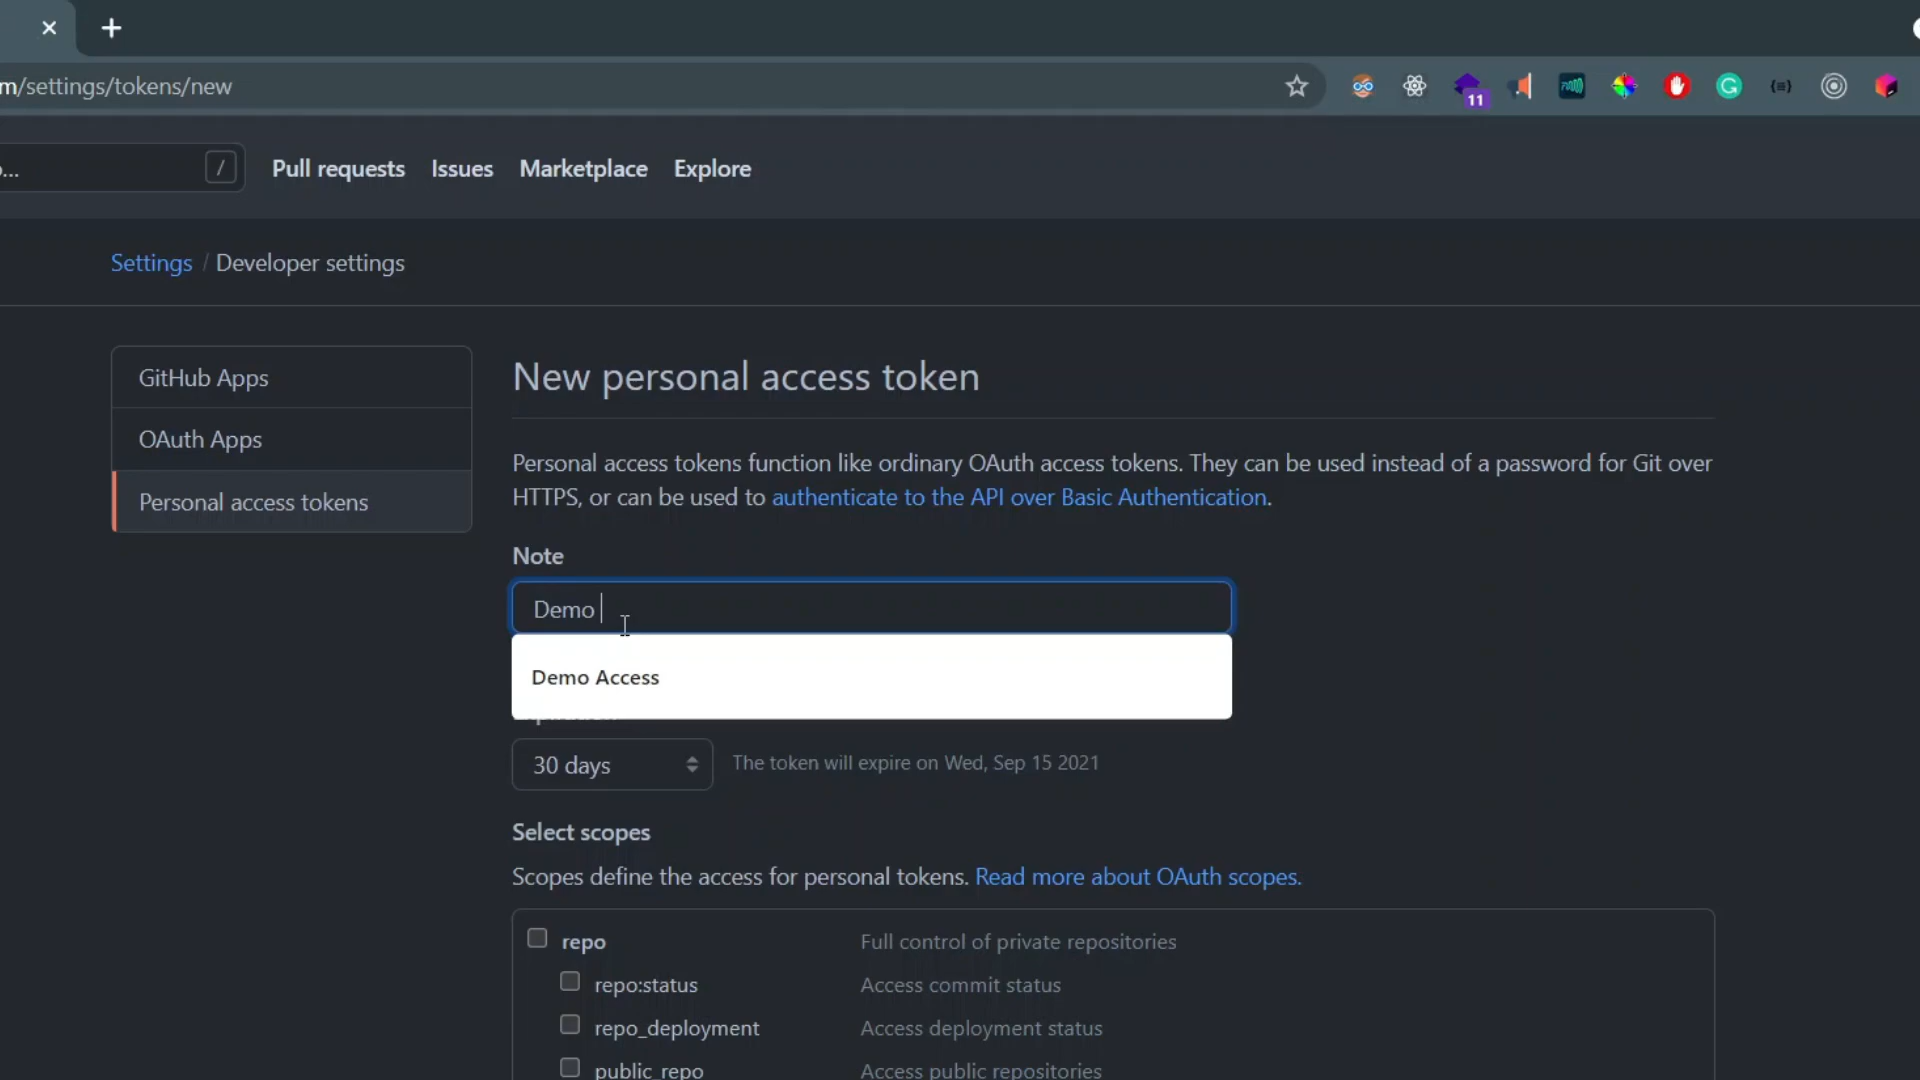 m/settings/tokens/new
11
... /
Pull requests Issues Marketplace Explore
Settings / Developer settings
GitHub Apps
OAuth Apps
Personal access tokens
New personal access token
Personal access tokens function like ordinary OAuth access tokens. They can be used instead of a password for Git over
HTTPS, or can be used to authenticate to the API over Basic Authentication.
Note
Demo
Demo Access
30 days
The token will expire on Wed, Sep 15 2021
Select scopes
Scopes define the access for personal tokens. Read more about OAuth scopes.
repo Full control of private repositories
repo:status Access commit status
repo_deployment Access deployment status
public_repo Access public repositories